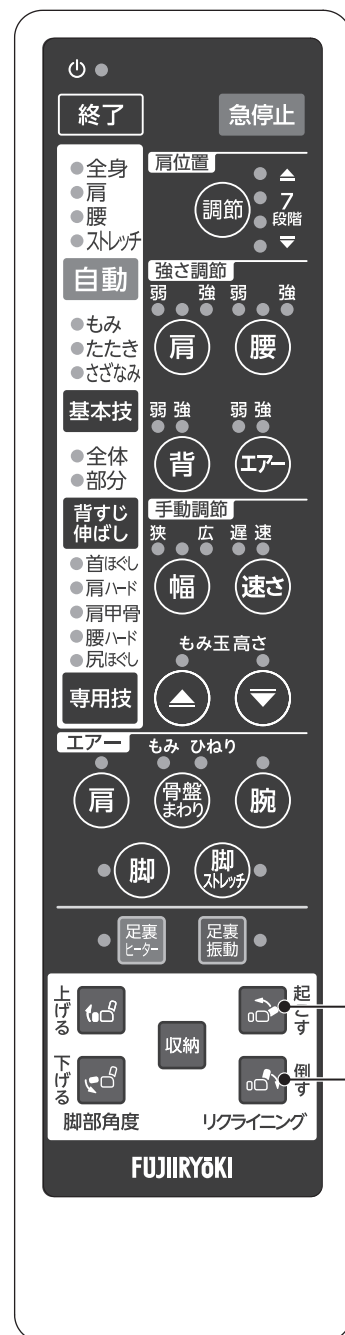 終了 急停止
全身
肩
腰
ストレッチ
自動
もみ
たたき
さざなみ
基本技
全体
部分
背すじ
伸ばし
首ほぐし
肩ハード
肩甲骨
腰ハード
尻ほぐし
専用技
肩位置
調節
7
段階
強さ調節
弱 強 弱 強
肩 腰
弱 強 弱 強
背 エアー
手動調節
狭 広 遅 速
幅 速さ
もみ玉高さ
エアー もみ ひねり
肩 骨盤
まわり 腕
脚 脚
ストレッチ
足裏
ヒーター
足裏
振動
上げる
下げる
脚部角度
収納
起こす
倒す
リクライニング
FUJIIRYōKI